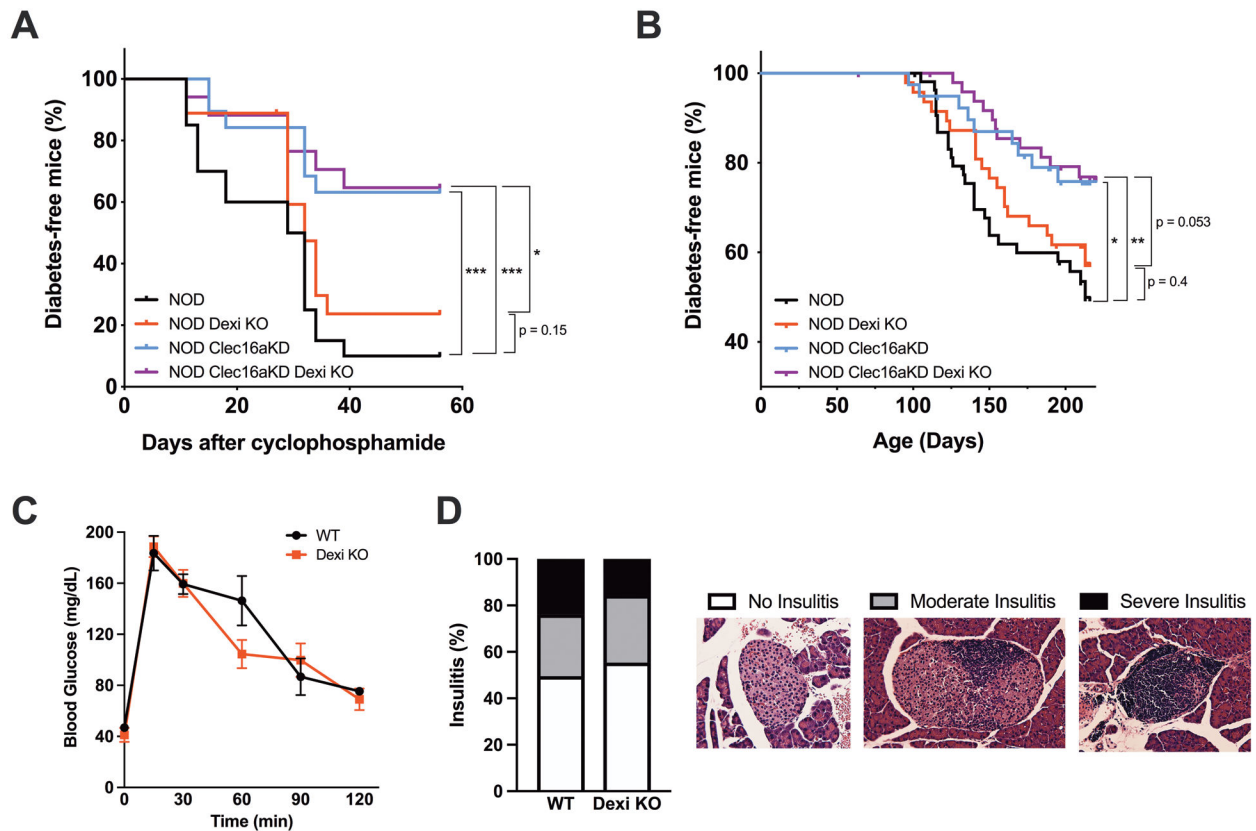 A
Diabetes-free mice (%)
100
80
60
40
20
0
0 20 40 60
Days after cyclophosphamide
NOD
NOD Dexi KO
NOD Clec16aKD
NOD Clec16aKD Dexi KO
***
***
*
p = 0.15
B
Diabetes-free mice (%)
100
80
60
40
0 50 100 150 200
Age (Days)
NOD
NOD Dexi KO
NOD Clec16aKD
NOD Clec16aKD Dexi KO
*
**
p = 0.053
p = 0.4
C
Blood Glucose (mg/dL)
200
160
120
80
40
0
0 30 60 90 120
Time (min)
WT
Dexi KO
D
Insulitis (%)
100
80
60
40
20
0
WT Dexi KO
No Insulitis Moderate Insulitis Severe Insulitis